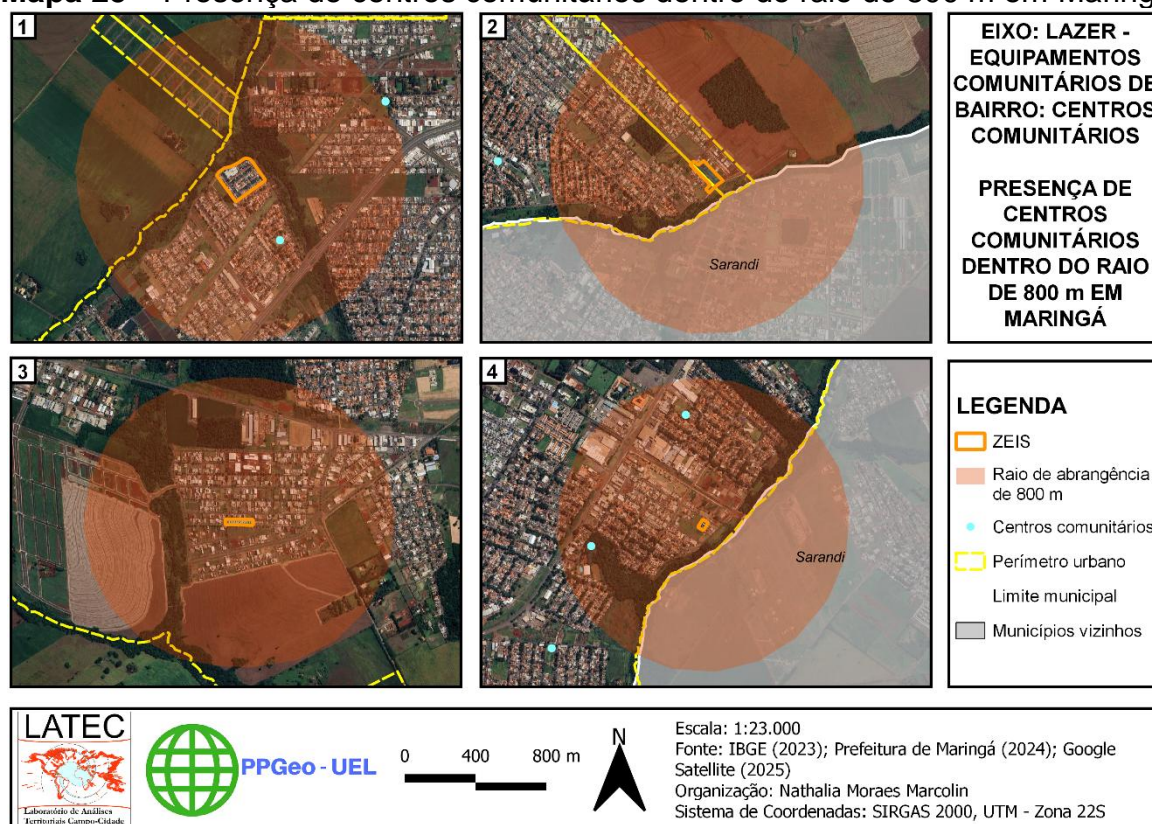 Mapa 29 – Presença de centros comunitários dentro do raio de 800 m em Maring
1
2
EIXO: LAZER -
EQUIPAMENTOS
COMUNITÁRIOS DE
BAIRRO: CENTROS
COMUNITÁRIOS
PRESENÇA DE
CENTROS
COMUNITÁRIOS
DENTRO DO RAIO
DE 800 m EM
MARINGÁ
Sarandi
3
4
Sarandi
LEGENDA
ZEIS
Raio de abrangência
de 800 m
Centros comunitários
Perímetro urbano
Limite municipal
Municípios vizinhos
LATEC
Laboratório de Análises
Territoriais Campo-Cidade
PPGeo - UEL
0 400 800 m
N
Escala: 1:23.000
Fonte: IBGE (2023); Prefeitura de Maringá (2024); Google
Satellite (2025)
Organização: Nathalia Moraes Marcolin
Sistema de Coordenadas: SIRGAS 2000, UTM - Zona 22S